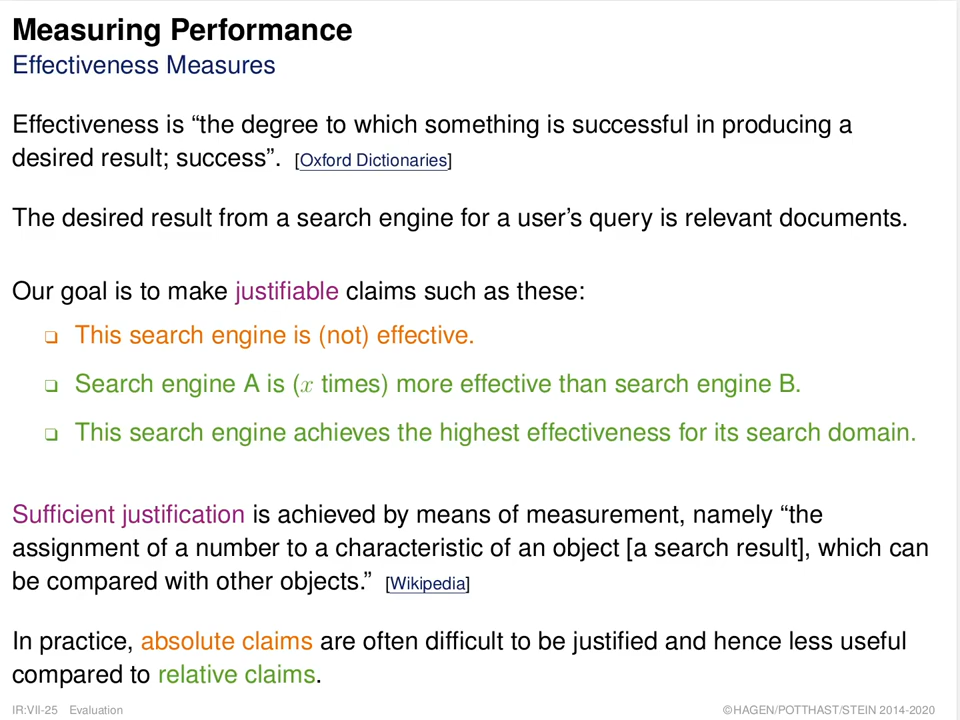 Measuring Performance
Effectiveness Measures
Effectiveness is “the degree to which something is successful in producing a
desired result; success”. [Oxford Dictionaries]
The desired result from a search engine for a user’s query is relevant documents.
Our goal is to make justifiable claims such as these:
❑ This search engine is (not) effective.
❑ Search engine A is (x times) more effective than search engine B.
❑ This search engine achieves the highest effectiveness for its search domain.
Sufficient justification is achieved by means of measurement, namely “the
assignment of a number to a characteristic of an object [a search result], which can
be compared with other objects.” [Wikipedia]
In practice, absolute claims are often difficult to be justified and hence less useful
compared to relative claims.
IR:VII-25 Evaluation ©HAGEN/POTTHAST/STEIN 2014-2020